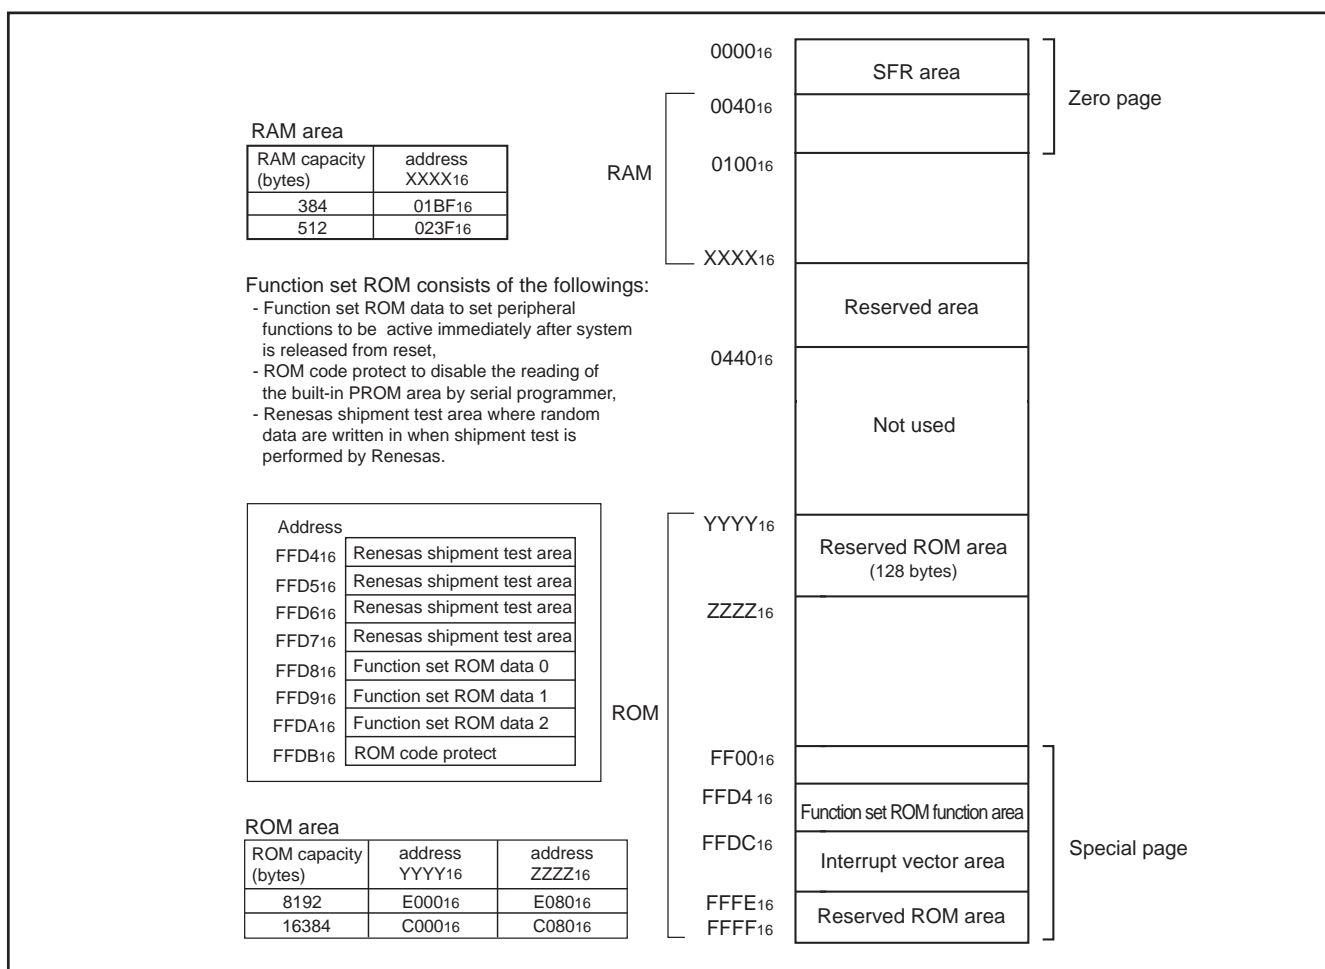 RAM area
RAM capacity (bytes) address XXXX16
384 01BF16
512 023F16
Function set ROM consists of the followings:
- Function set ROM data to set peripheral
functions to be active immediately after system
is released from reset,
- ROM code protect to disable the reading of
the built-in PROM area by serial programmer,
- Renesas shipment test area where random
data are written in when shipment test is
performed by Renesas.
Address
FFD416 Renesas shipment test area
FFD516 Renesas shipment test area
FFD616 Renesas shipment test area
FFD716 Renesas shipment test area
FFD816 Function set ROM data 0
FFD916 Function set ROM data 1
FFDA16 Function set ROM data 2
FFDB16 ROM code protect
ROM area
ROM capacity (bytes) address YYYY16 address ZZZZ16
8192 E00016 E08016
16384 C00016 C08016
RAM
ROM
000016
SFR area
004016
Zero page
010016
XXXX16
Reserved area
044016
Not used
YYYY16
Reserved ROM area
(128 bytes)
ZZZZ16
FF0016
FFD416
Function set ROM function area
FFDC16
Interrupt vector area
Special page
FFFE16
Reserved ROM area
FFFF16